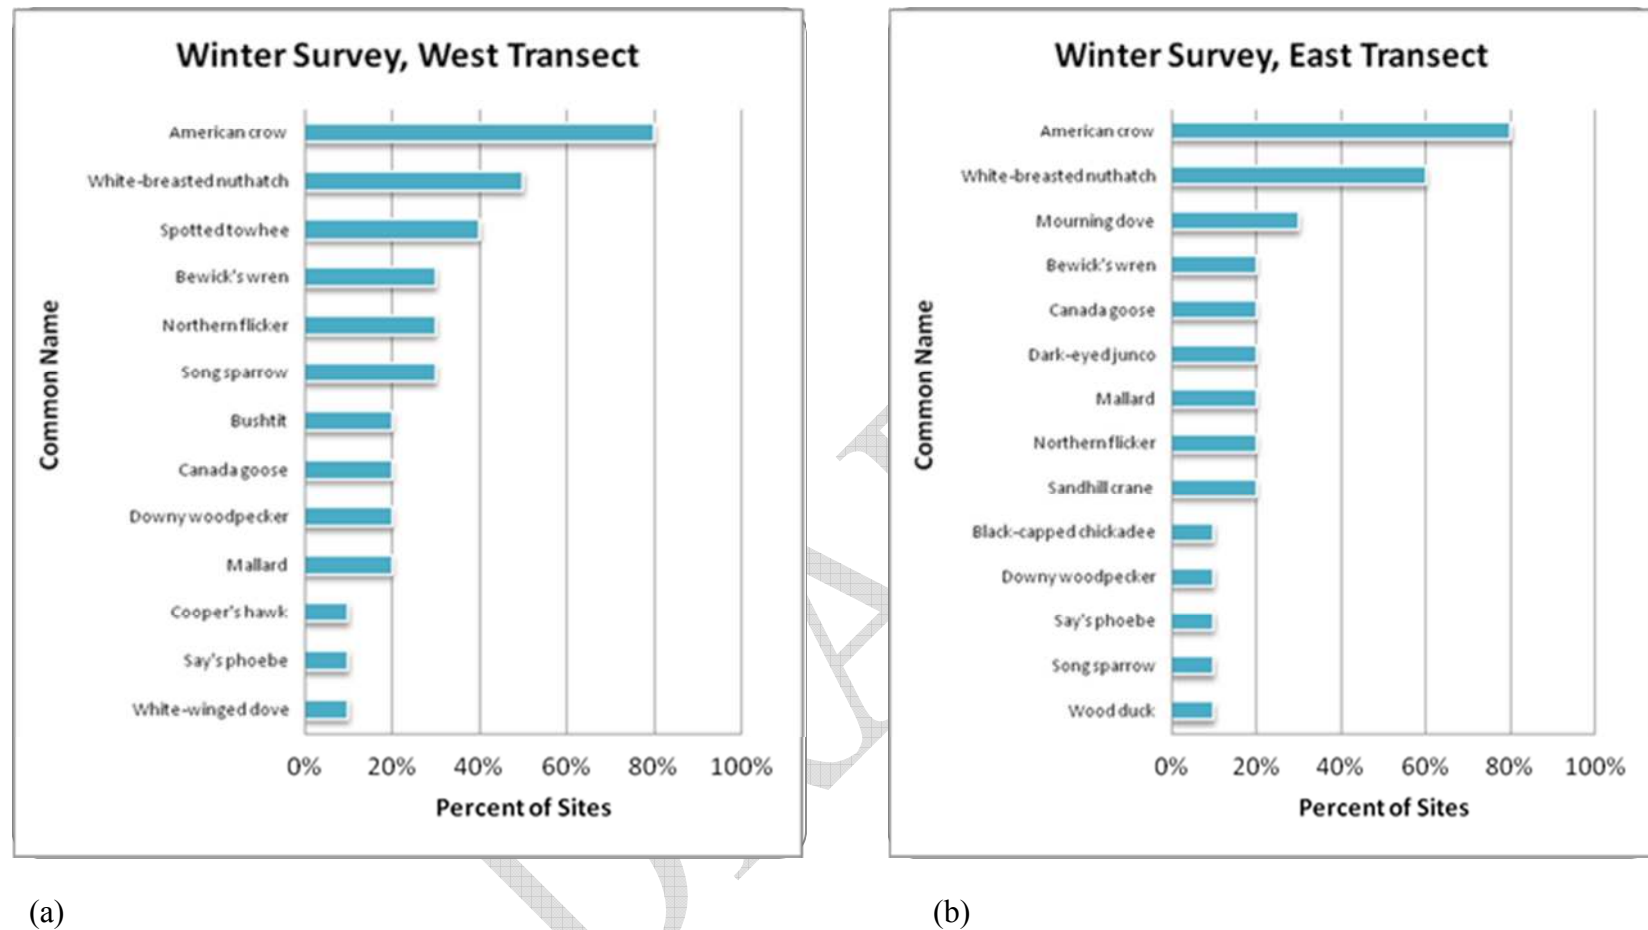 Winter Survey, West Transect
Common Name
American crow
White-breasted nuthatch
Spotted towhee
Bewick's wren
Northern flicker
Song sparrow
Bushtit
Canada goose
Downy woodpecker
Mallard
Cooper's hawk
Say's phoebe
White-winged dove
0% 20% 40% 60% 80% 100%
Percent of Sites
(a)
Winter Survey, East Transect
Common Name
American crow
White-breasted nuthatch
Mourning dove
Bewick's wren
Canada goose
Dark-eyed junco
Mallard
Northern flicker
Sandhill crane
Black-capped chickadee
Downy woodpecker
Say's phoebe
Song sparrow
Wood duck
0% 20% 40% 60% 80% 100%
Percent of Sites
(b)